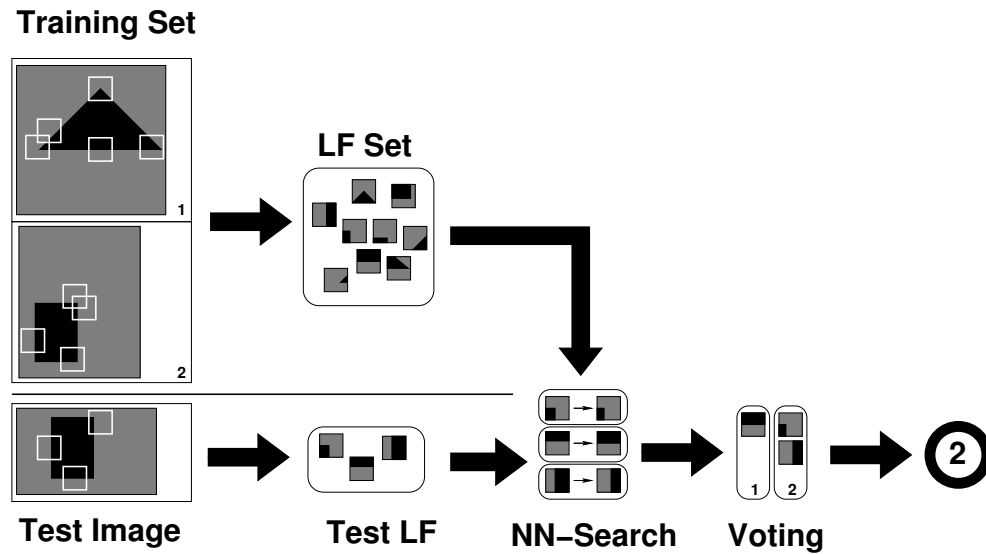 Training Set
1
LF Set
2
2
Test Image
Test LF
NN−Search
1
2
Voting